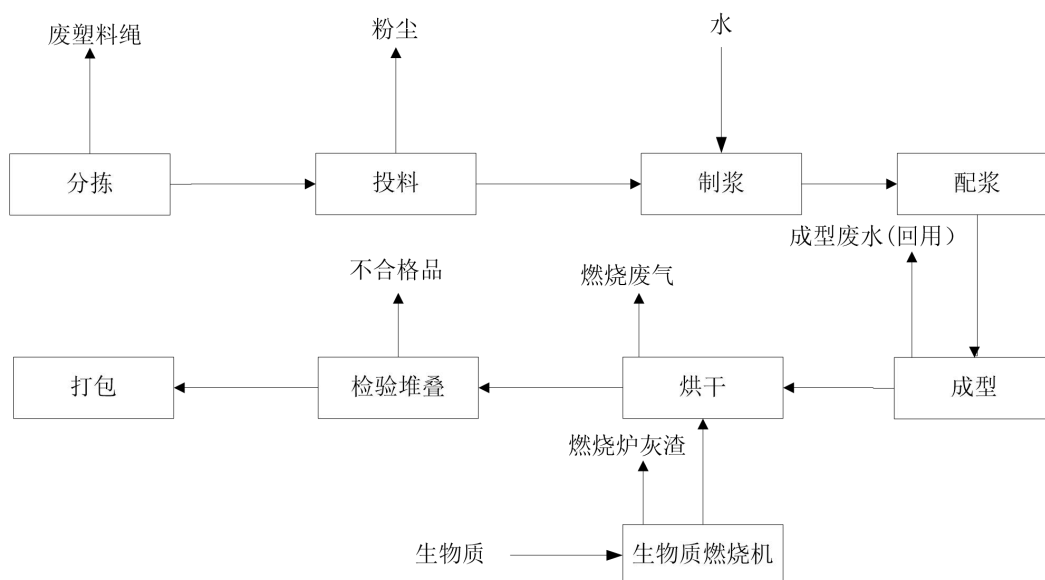 废塑料绳
粉尘
水
分拣
投料
制浆
配浆
成型废水(回用）
不合格品
燃烧废气
打包
检验堆叠
烘干
成型
燃烧炉灰渣
生物质
生物质燃烧机